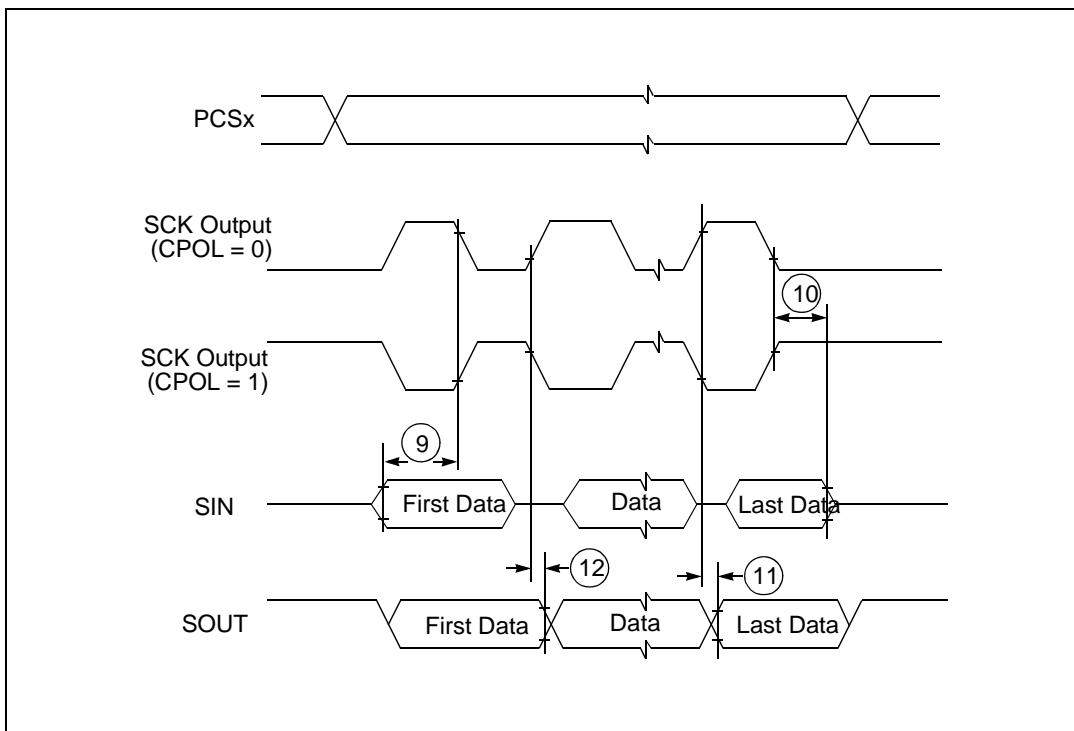 PCSx
SCK Output
(CPOL = 0)
10
SCK Output
(CPOL = 1)
9
SIN
First Data
Data
Last Data
12
11
SOUT
First Data
Data
Last Data